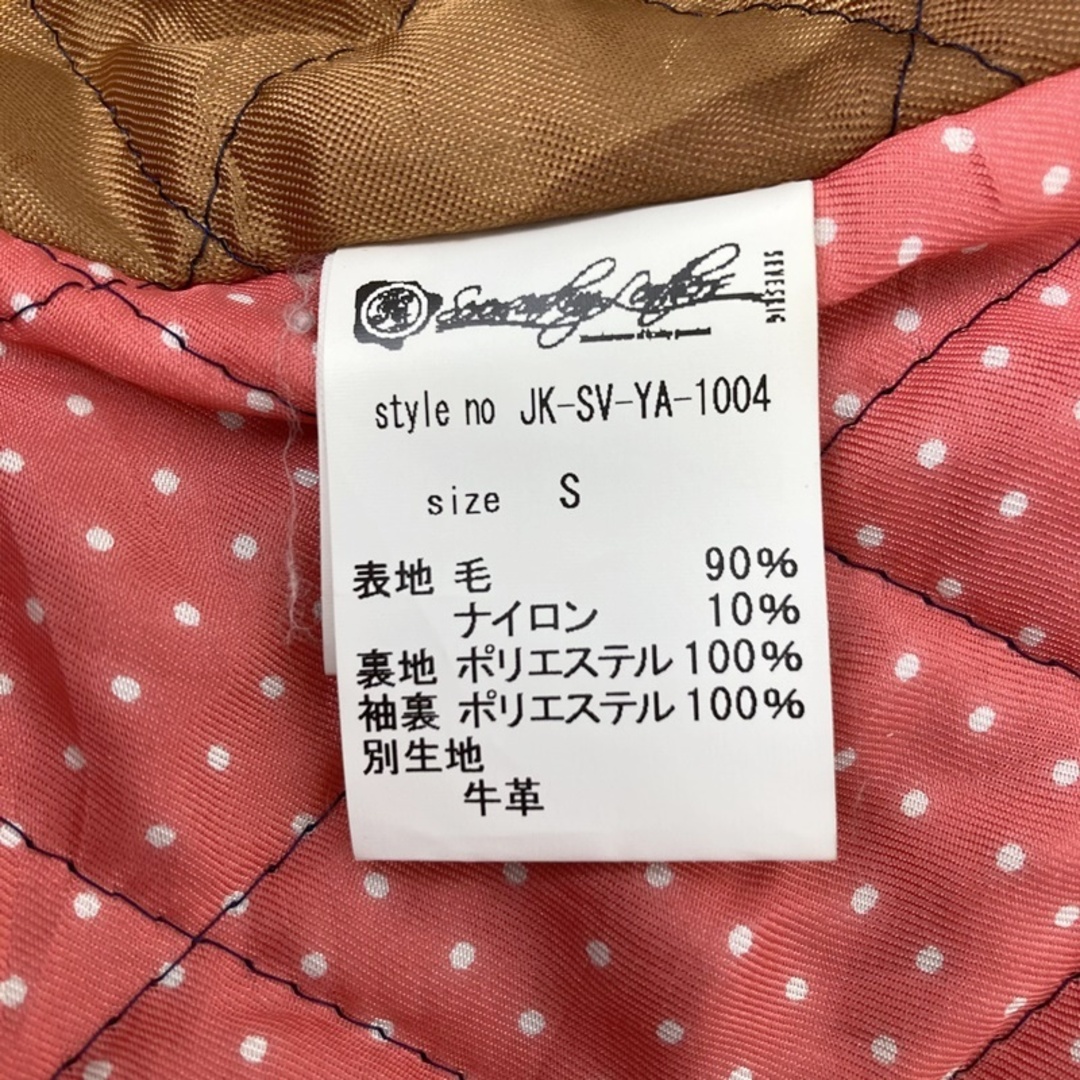 style no JK-SV-YA-1004
size S
表地 毛 90%
ナイロン 10%
裏地 ポリエステル 100%
袖裏 ポリエステル 100%
別生地
牛革